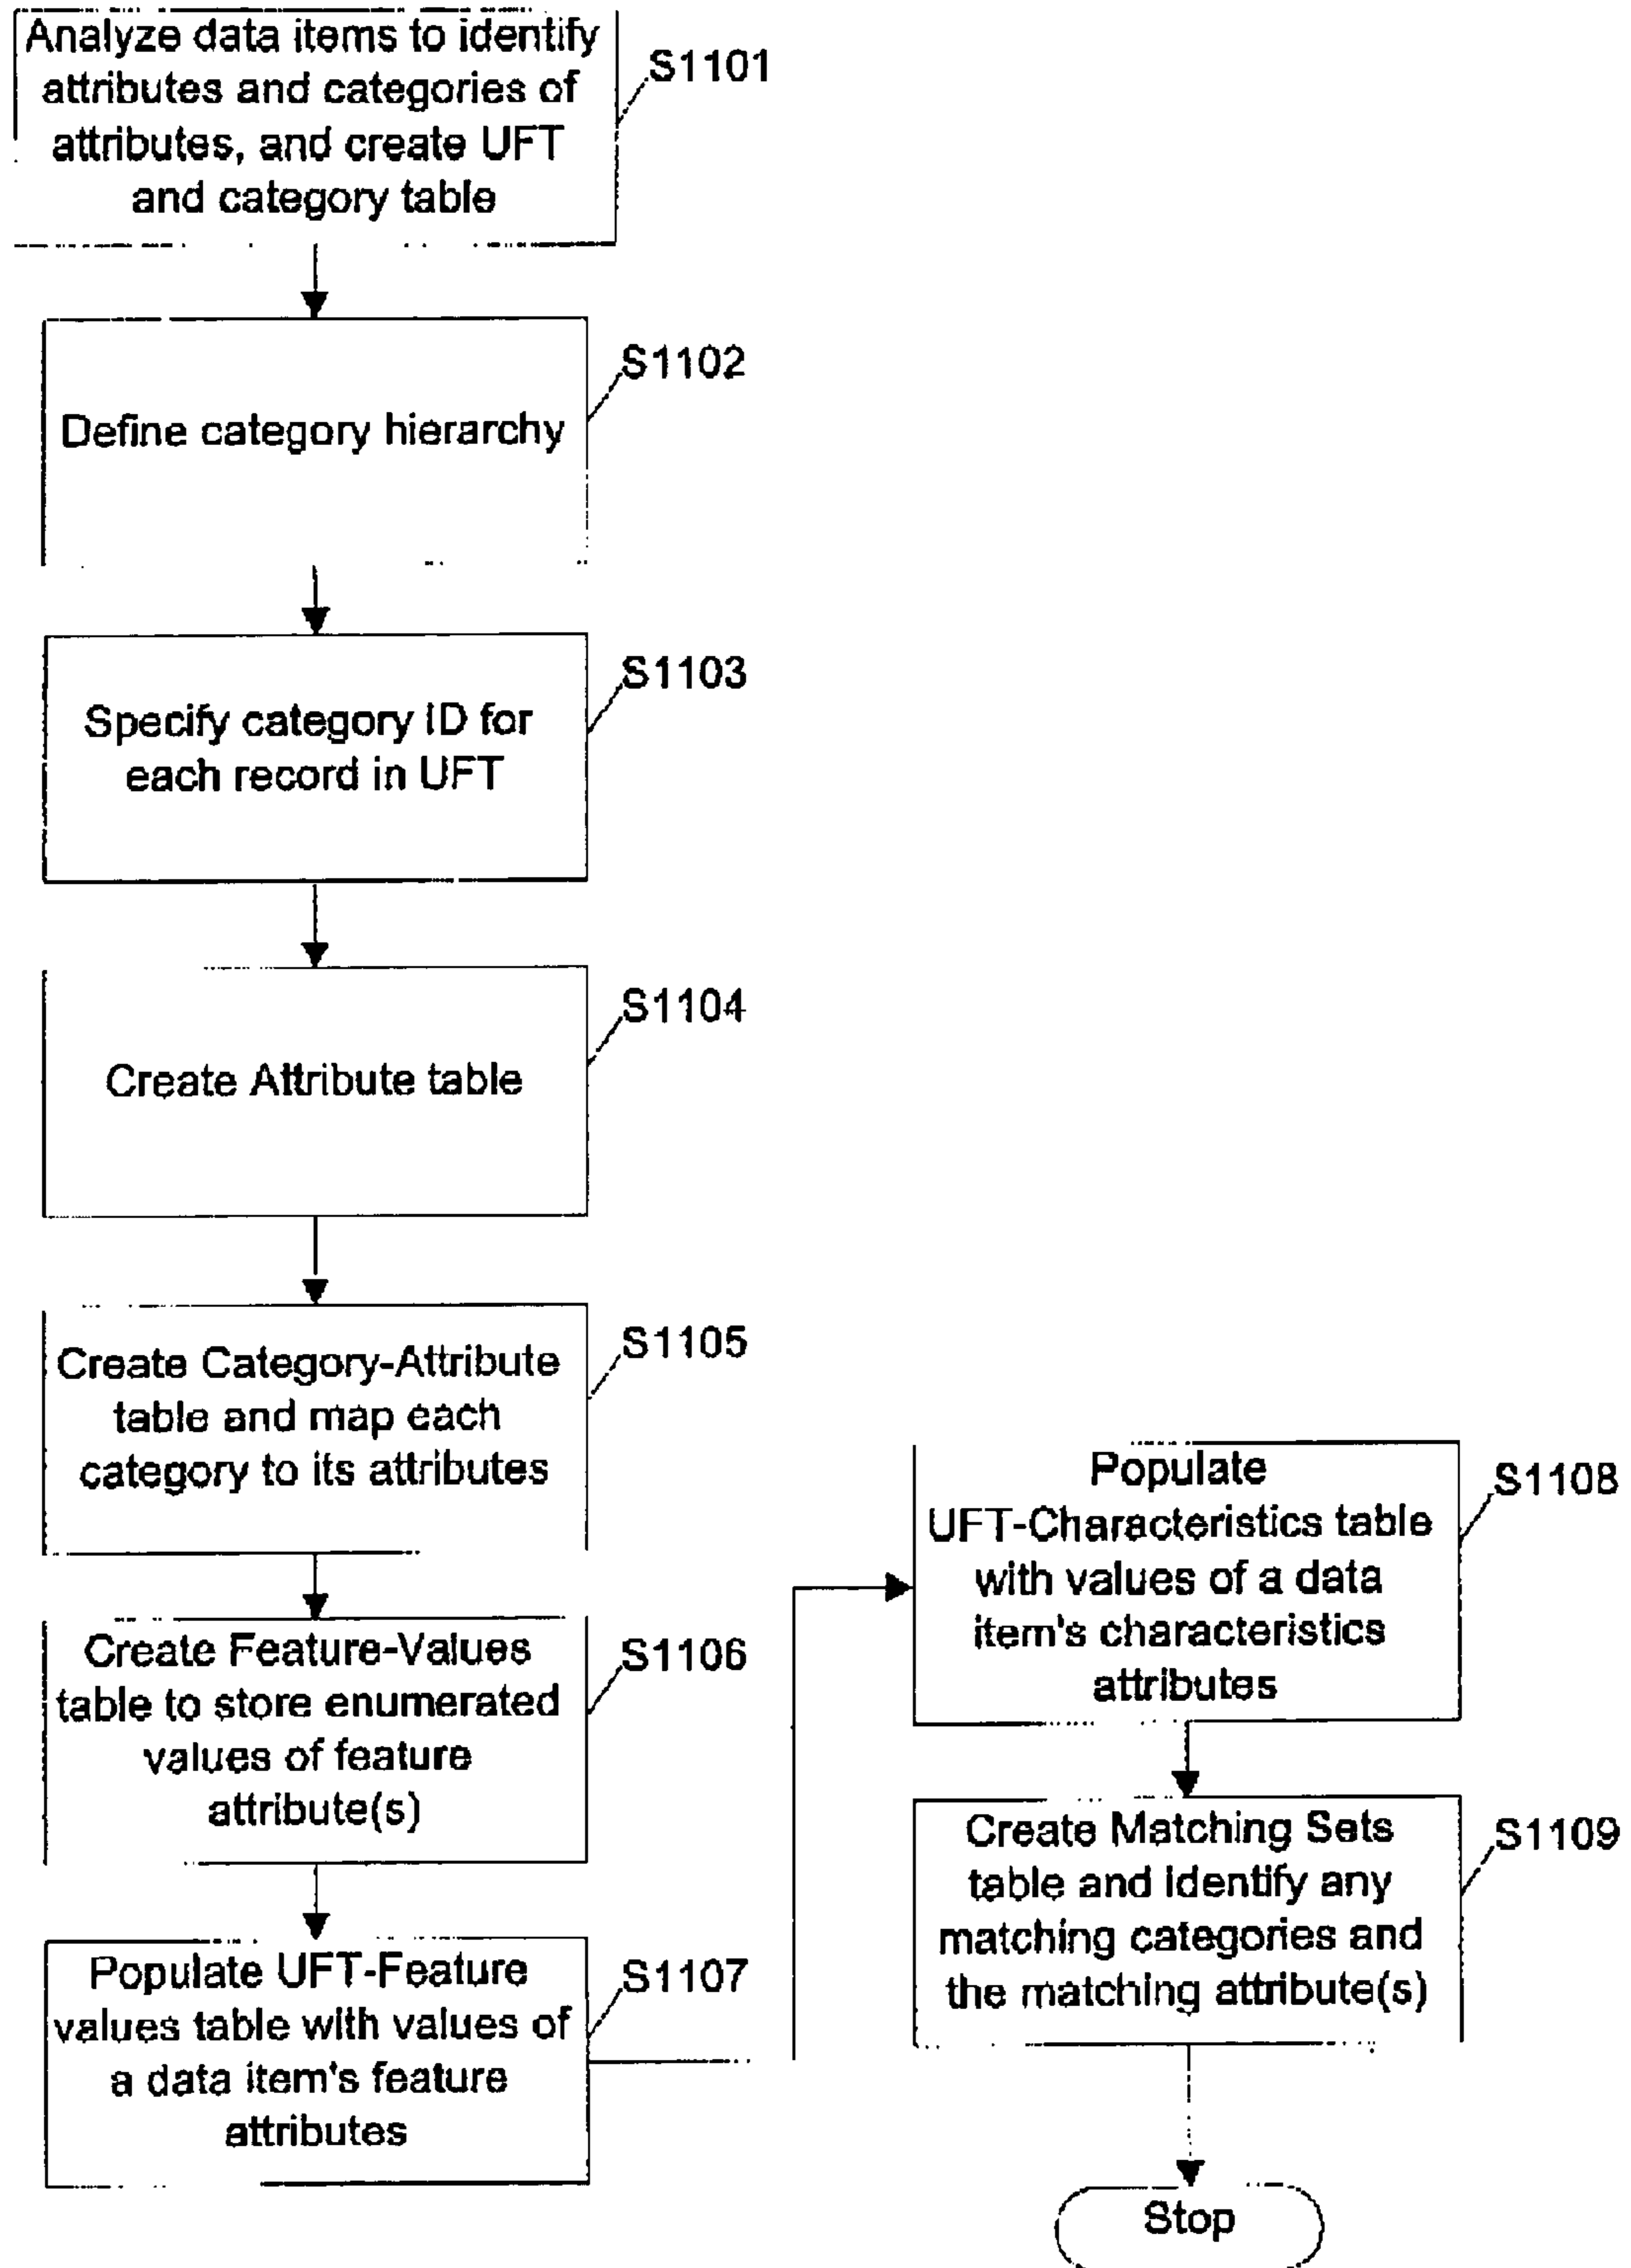 Analyze data items to identify
attributes and categories of
attributes, and create UFT
and category table
S1101
Define category hierarchy
S1102
Specify category ID for
each record in UFT
S1103
Create Attribute table
S1104
Create Category-Attribute
table and map each
category to its attributes
S1105
Create Feature-Values
table to store enumerated
values of feature
attribute(s)
S1106
Populate UFT-Feature
values table with values of
a data item's feature
attributes
S1107
Populate
UFT-Characteristics table
with values of a data
item's characteristics
attributes
S1108
Create Matching Sets
table and identify any
matching categories and
the matching attribute(s)
S1109
Stop